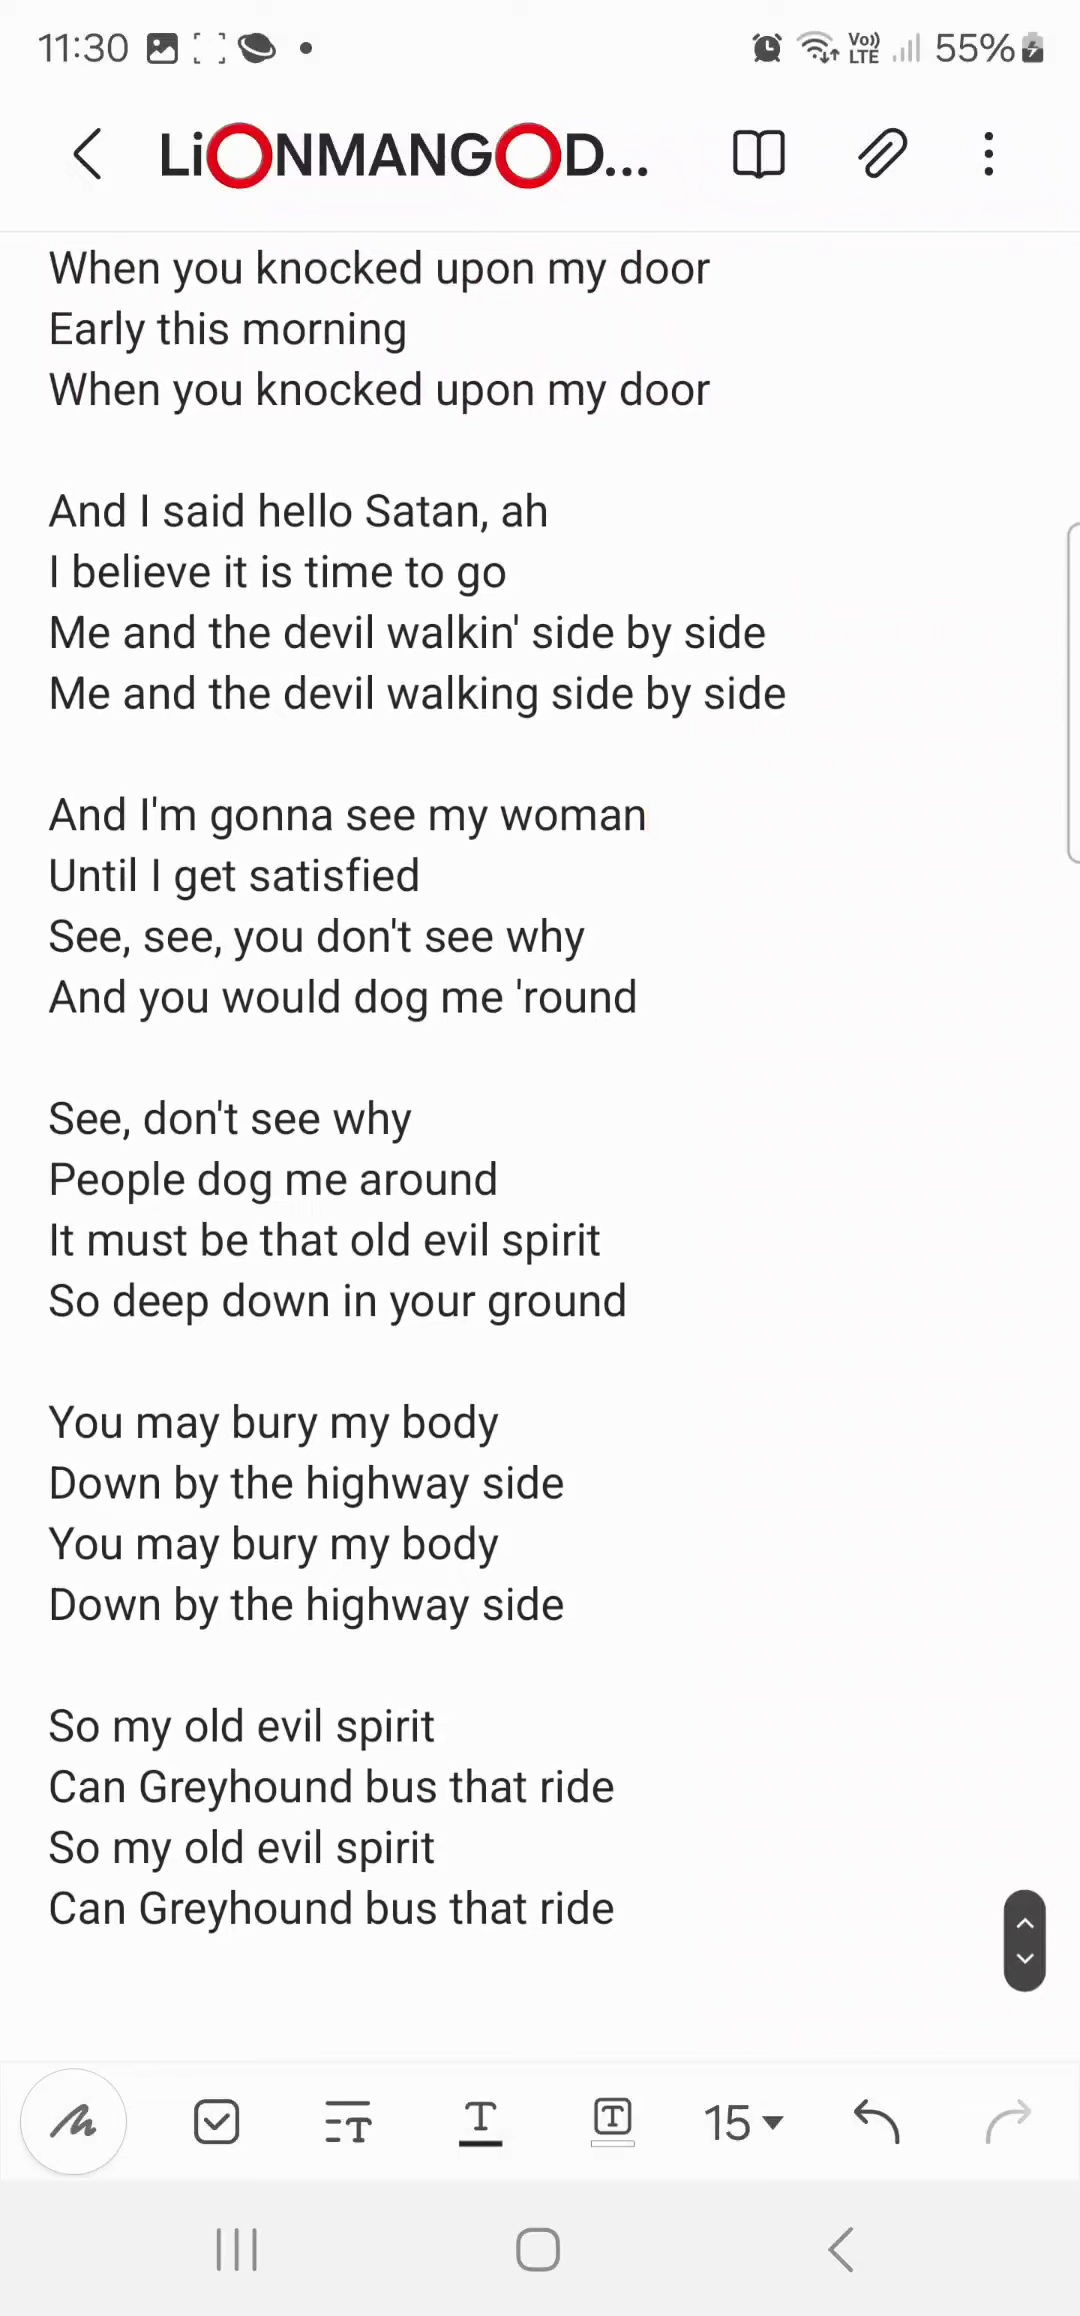 11:30 Vo)) LTE 55%
LiONMANGOD...
When you knocked upon my door
Early this morning
When you knocked upon my door
And I said hello Satan, ah
I believe it is time to go
Me and the devil walkin' side by side
Me and the devil walking side by side
And I'm gonna see my woman
Until I get satisfied
See, see, you don't see why
And you would dog me 'round
See, don't see why
People dog me around
It must be that old evil spirit
So deep down in your ground
You may bury my body
Down by the highway side
You may bury my body
Down by the highway side
So my old evil spirit
Can Greyhound bus that ride
So my old evil spirit
Can Greyhound bus that ride
T T T 15